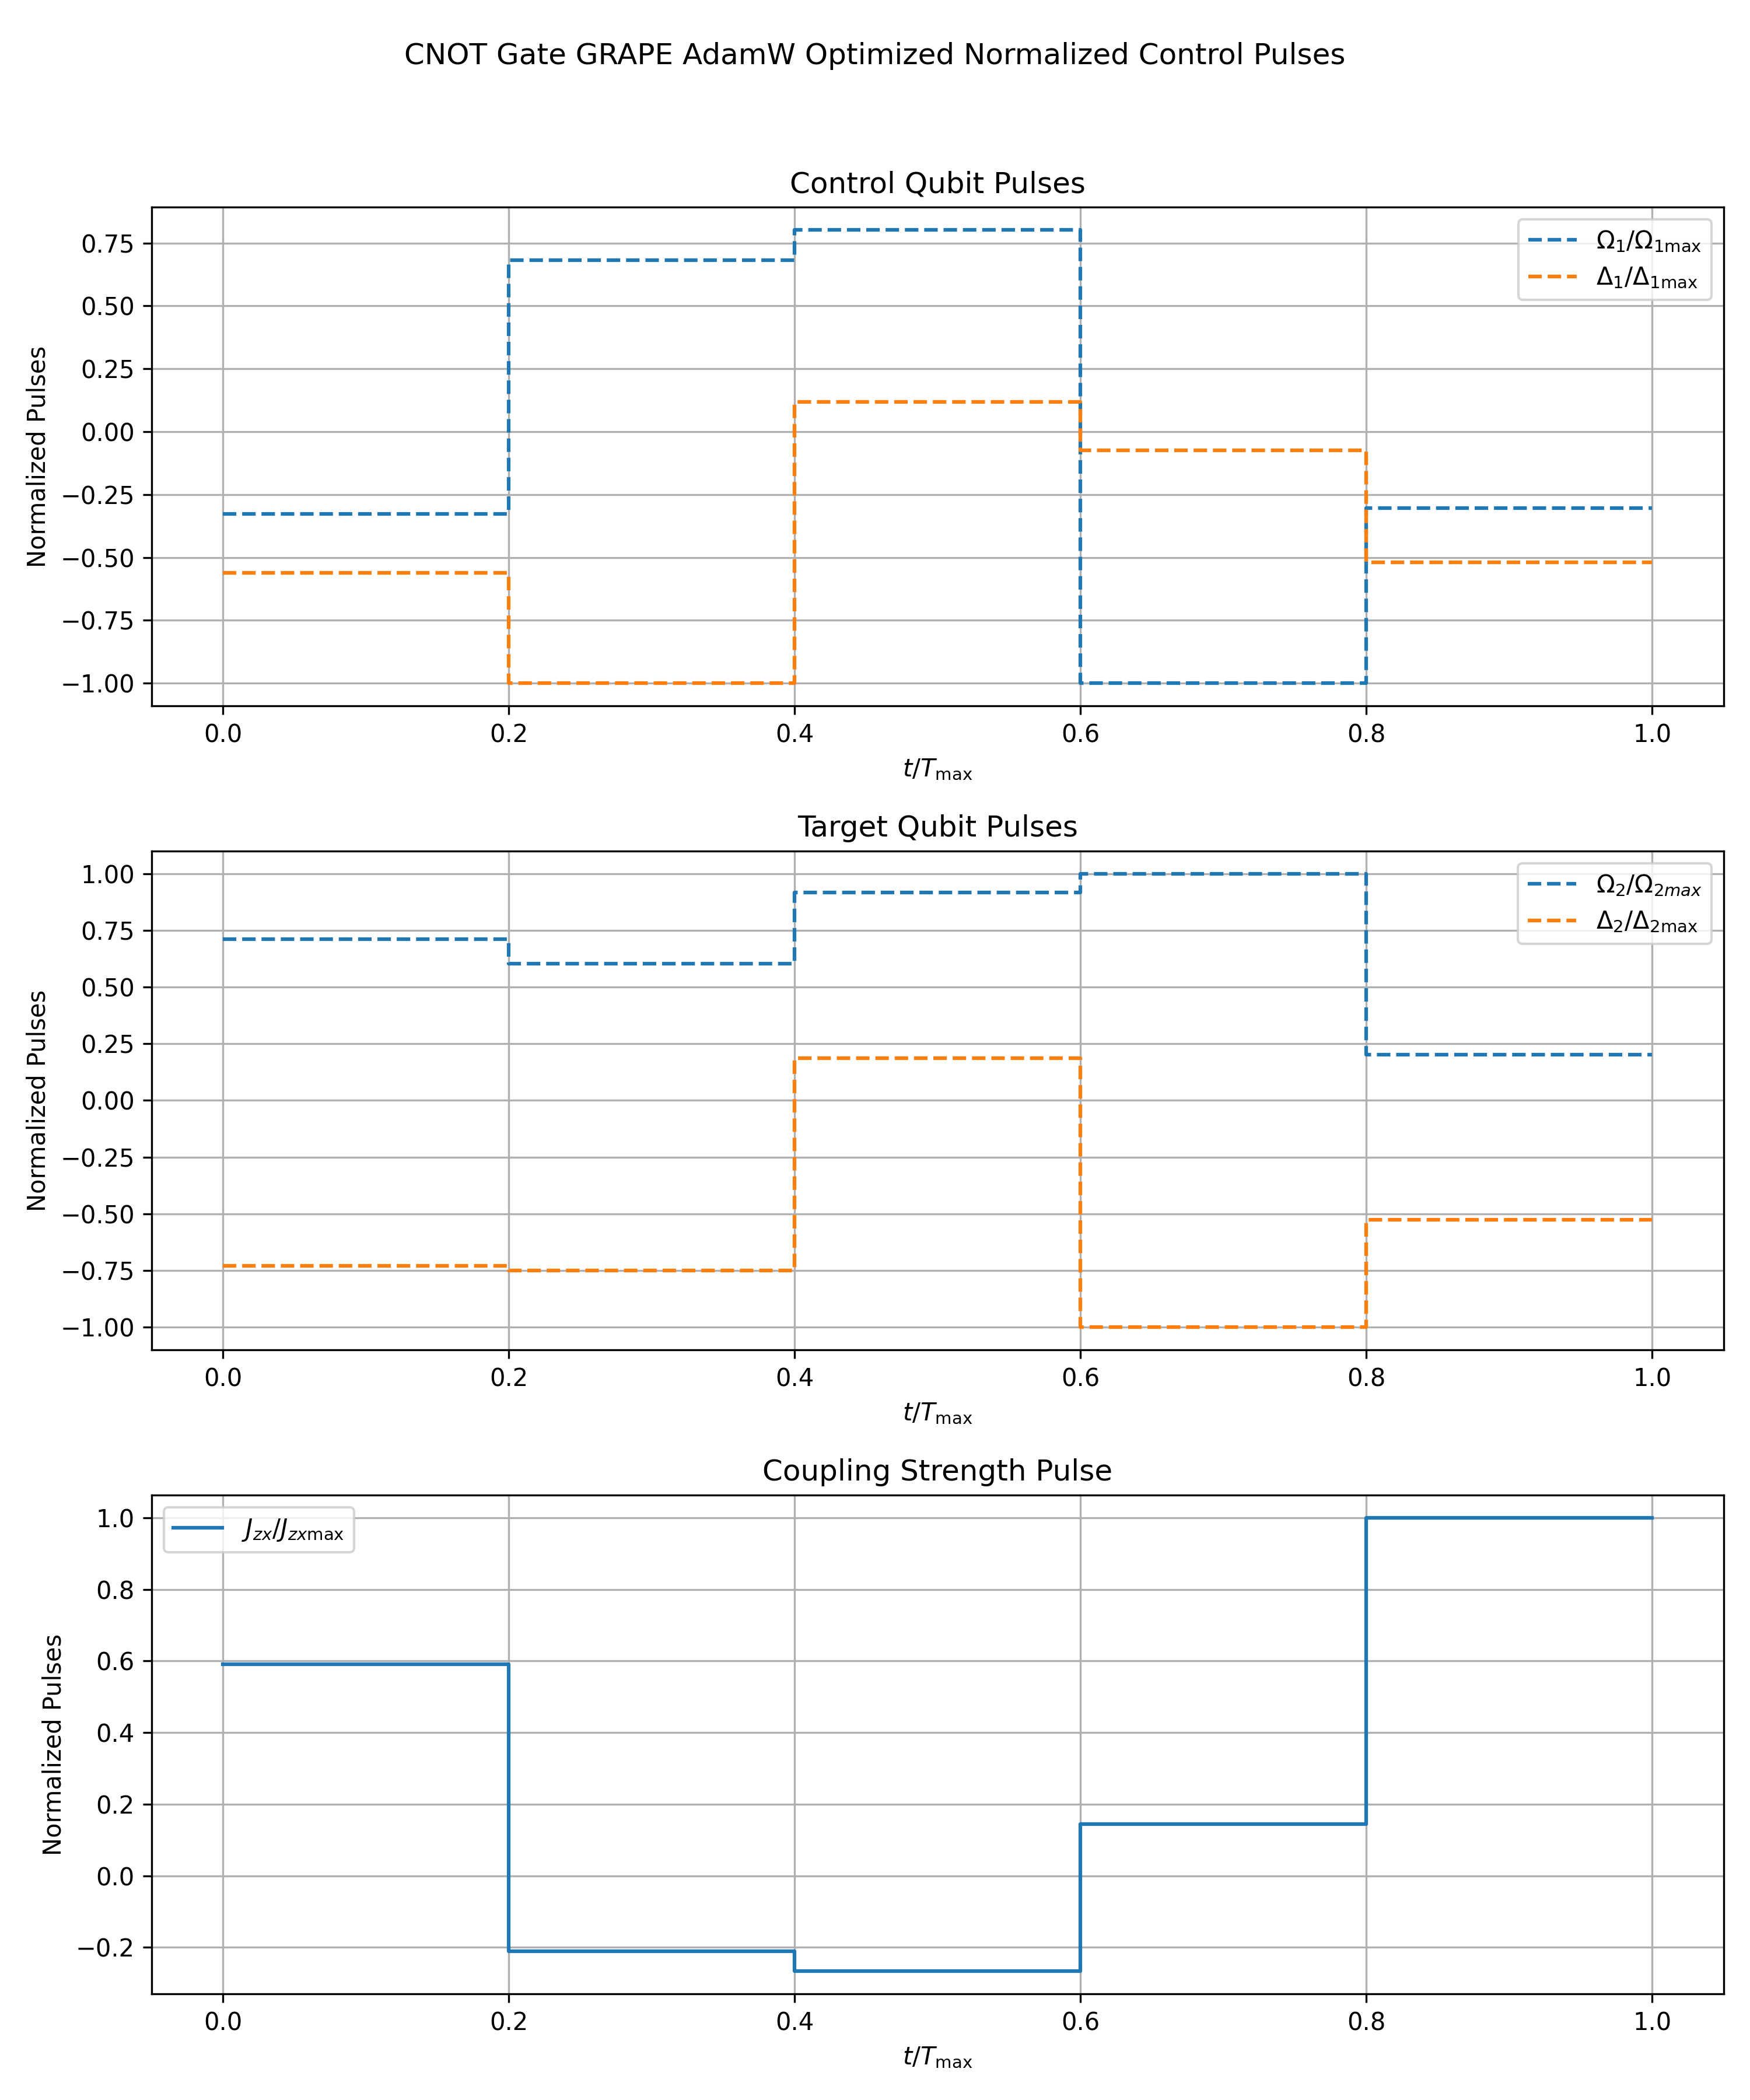 CNOT Gate GRAPE AdamW Optimized Normalized Control Pulses
Control Qubit Pulses
Normalized Pulses
0.75
0.50
0.25
0.00
−0.25
−0.50
−0.75
−1.00
Ω₁/Ω₁max
Δ₁/Δ₁max
0.0 0.2 0.4 0.6 0.8 1.0
t/Tmax
Target Qubit Pulses
Normalized Pulses
1.00
0.75
0.50
0.25
0.00
−0.25
−0.50
−0.75
−1.00
Ω₂/Ω₂max
Δ₂/Δ₂max
0.0 0.2 0.4 0.6 0.8 1.0
t/Tmax
Coupling Strength Pulse
Normalized Pulses
1.0
0.8
0.6
0.4
0.2
0.0
−0.2
Jzx/Jzxmax
0.0 0.2 0.4 0.6 0.8 1.0
t/Tmax